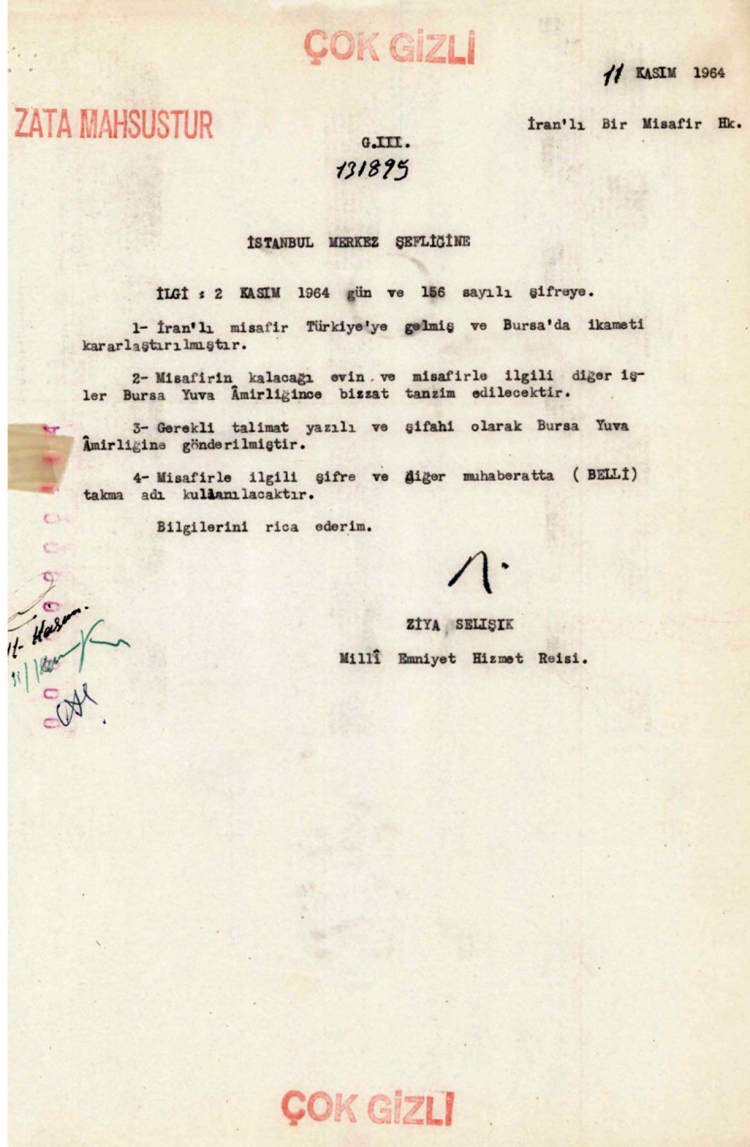 ÇOK GİZLİ
11 KASIM 1964
ZATA MAHSUSTUR
İran'lı Bir Misafir Hk.
G.III.
131895
İSTANBUL MERKEZ ŞEFLİĞİNE
İLGİ : 2 KASIM 1964 gün ve 156 sayılı şifreye.
1- İran'lı misafir Türkiye'ye gelmiş ve Bursa'da ikameti
kararlaştırılmıştır.
2- Misafirin kalacağı evin ve misafirle ilgili diğer iş-
ler Bursa Yuva Âmirliğince bizzat tanzim edilecektir.
3- Gerekli talimat yazılı ve şifahi olarak Bursa Yuva
Âmirliğine gönderilmiştir.
4- Misafirle ilgili şifre ve diğer muhaberatta ( BELLİ)
takma adı kullanılacaktır.
Bilgilerini rica ederim.
ZİYA SELIŞIK
Millî Emniyet Hizmet Reisi.
ÇOK GİZLİ